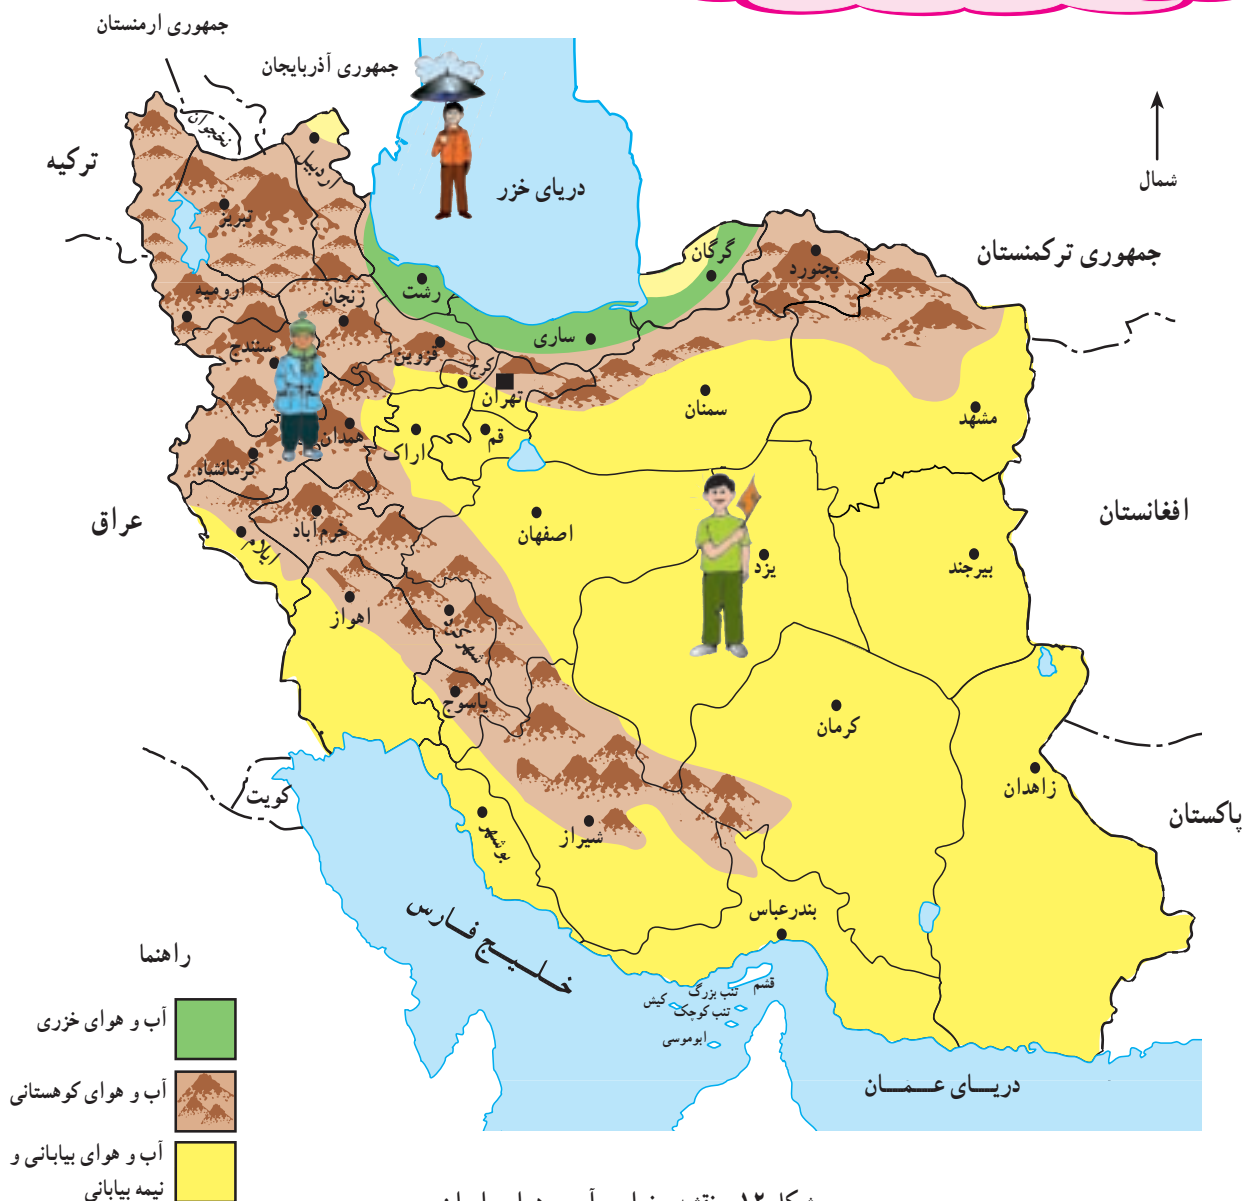 جمهوری ارمنستان
جمهوری آذربایجان
نخجوان
ترکیه
اردبیل
تبریز
دریای خزر
شمال
جمهوری ترکمنستان
گرگان
بجنورد
ارومیه
زنجان
رشت
ساری
سنندج
قزوین
کرج
تهران
سمنان
مشهد
همدان
اراک
قم
کرمانشاه
عراق
خرم‌آباد
ایلام
اصفهان
یزد
بیرجند
افغانستان
اهواز
شهرکرد
یاسوج
کرمان
زاهدان
کویت
بوشهر
شیراز
پاکستان
بندرعباس
خلیج فارس
قشم
تنب بزرگ
کیش
تنب کوچک
ابوموسی
دریای عمان
راهنما
آب و هوای خزری
آب و هوای کوهستانی
آب و هوای بیابانی و
نیمه بیابانی